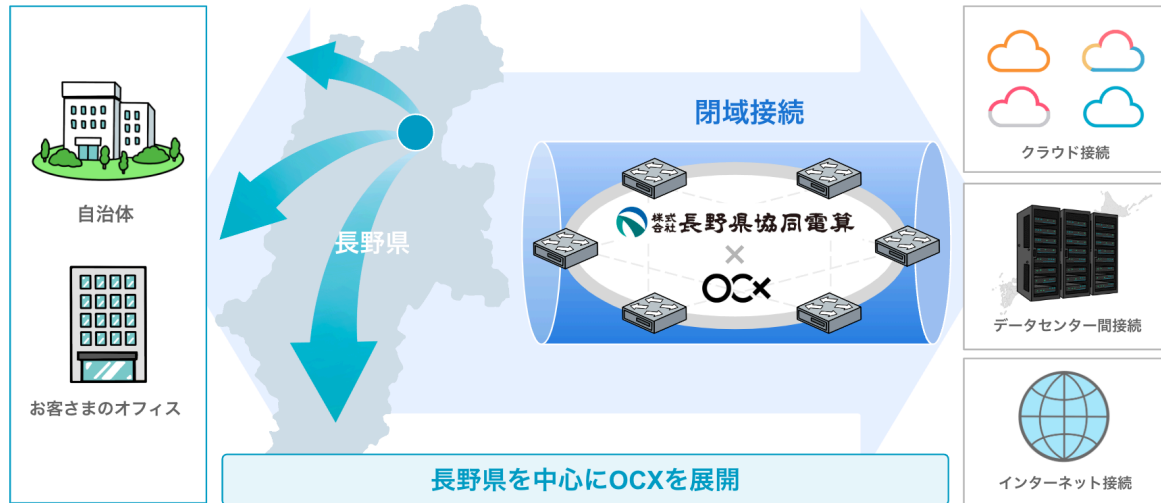 自治体
お客さまのオフィス
長野県
閉域接続
株式会社長野県協同電算
×
OCX
クラウド接続
データセンター間接続
インターネット接続
長野県を中心にOCXを展開